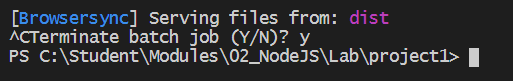 [Browsersync] Serving files from: dist
^CTerminate batch job (Y/N)? y
PS C:\Student\Modules\02_NodeJS\Lab\project1>